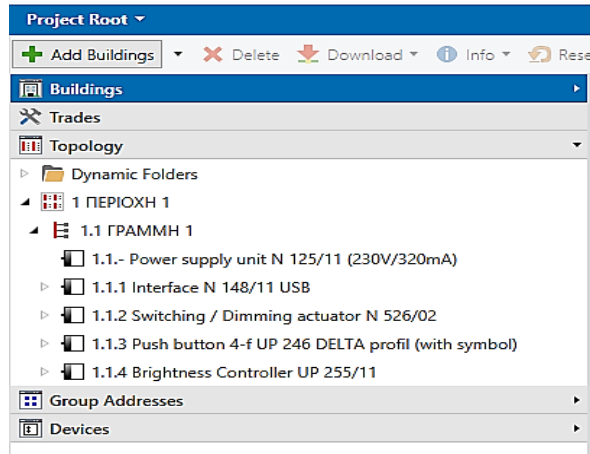 Project Root
Add Buildings Delete Download Info Rese
Buildings
Trades
Topology
Dynamic Folders
1 ΠΕΡΙΟΧΗ 1
1.1 ΓΡΑΜΜΗ 1
1.1.- Power supply unit N 125/11 (230V/320mA)
1.1.1 Interface N 148/11 USB
1.1.2 Switching / Dimming actuator N 526/02
1.1.3 Push button 4-f UP 246 DELTA profil (with symbol)
1.1.4 Brightness Controller UP 255/11
Group Addresses
Devices